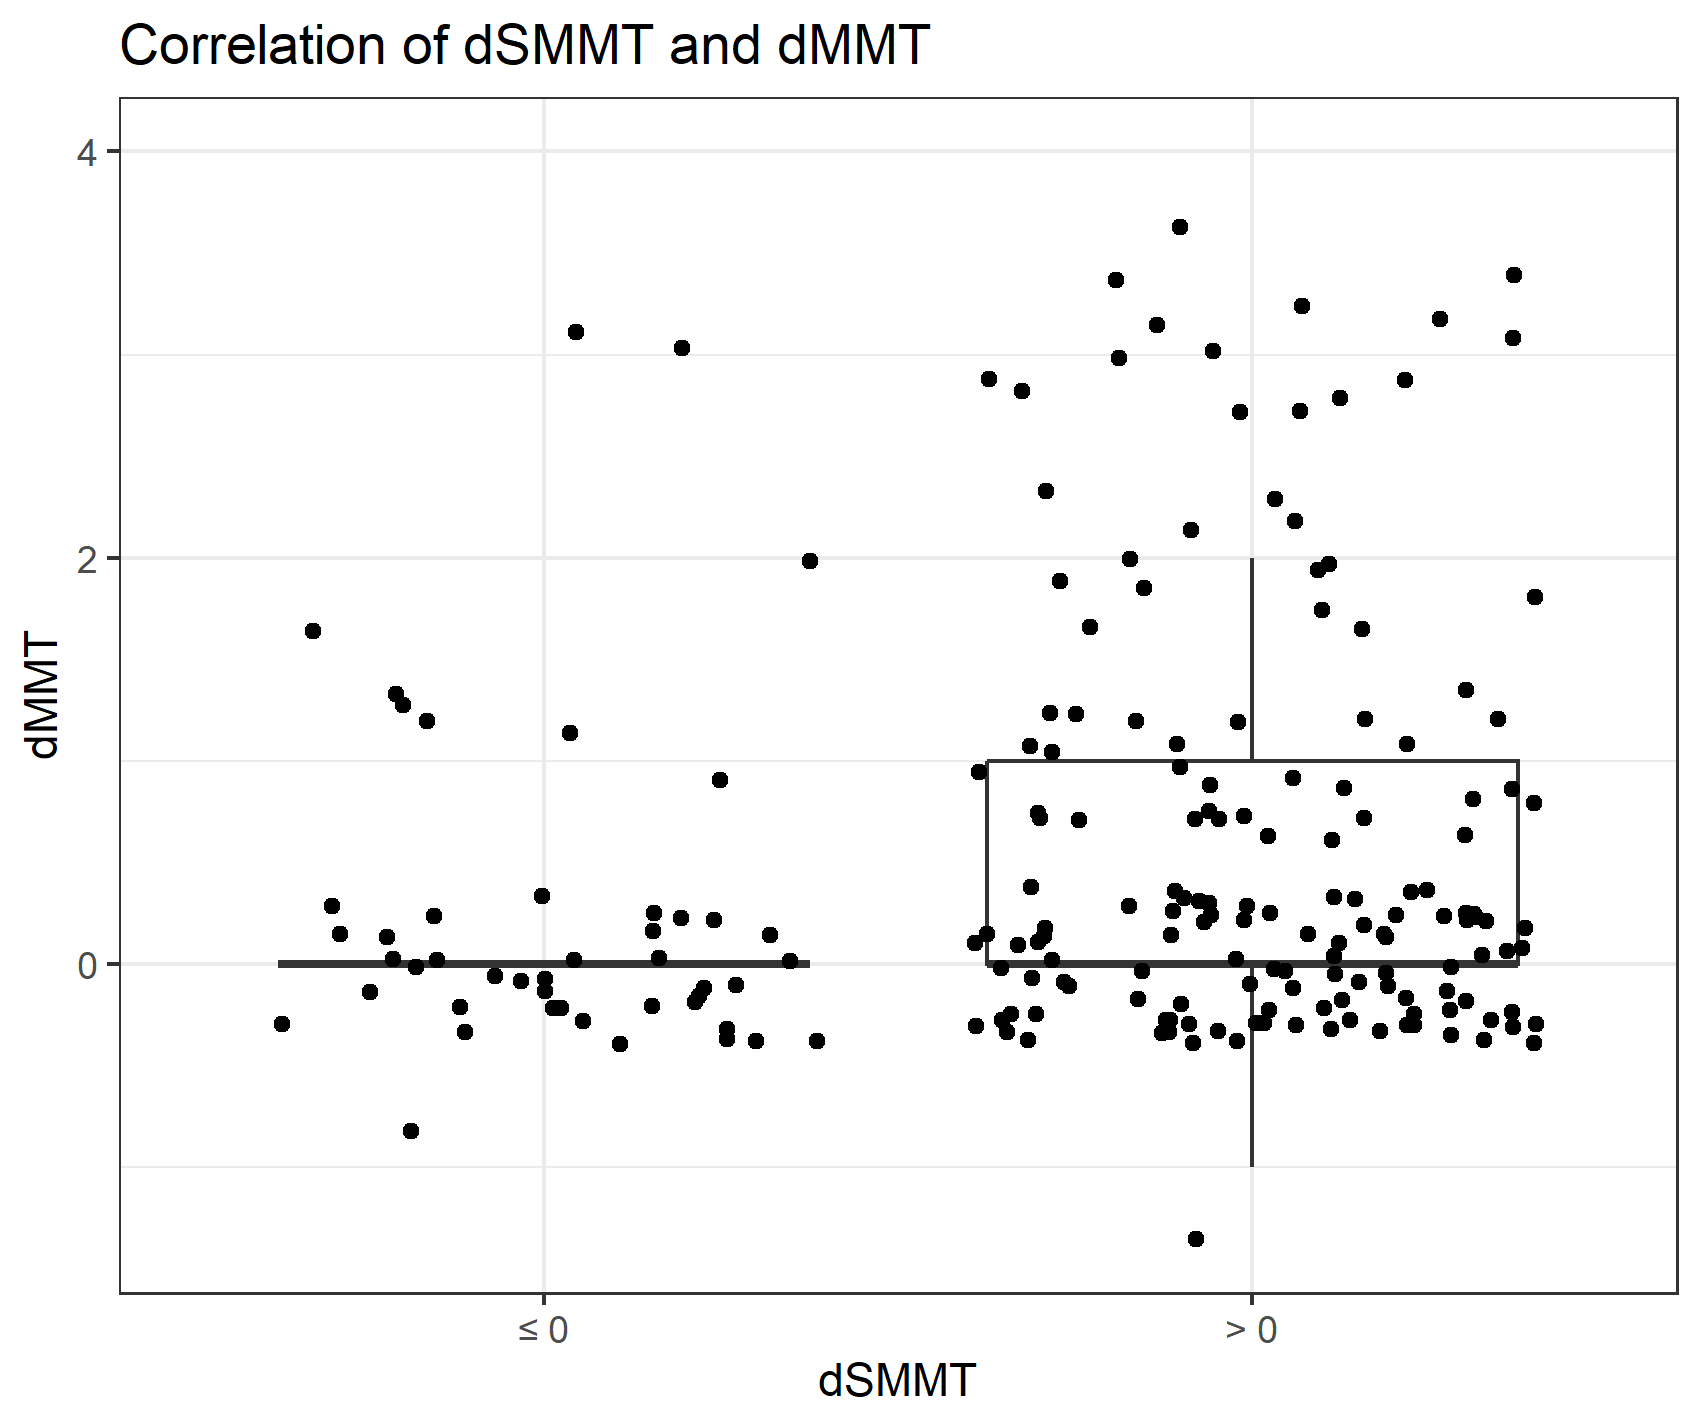 Correlation of dSMMT and dMMT
4
2
0
dMMT
≤ 0
> 0
dSMMT